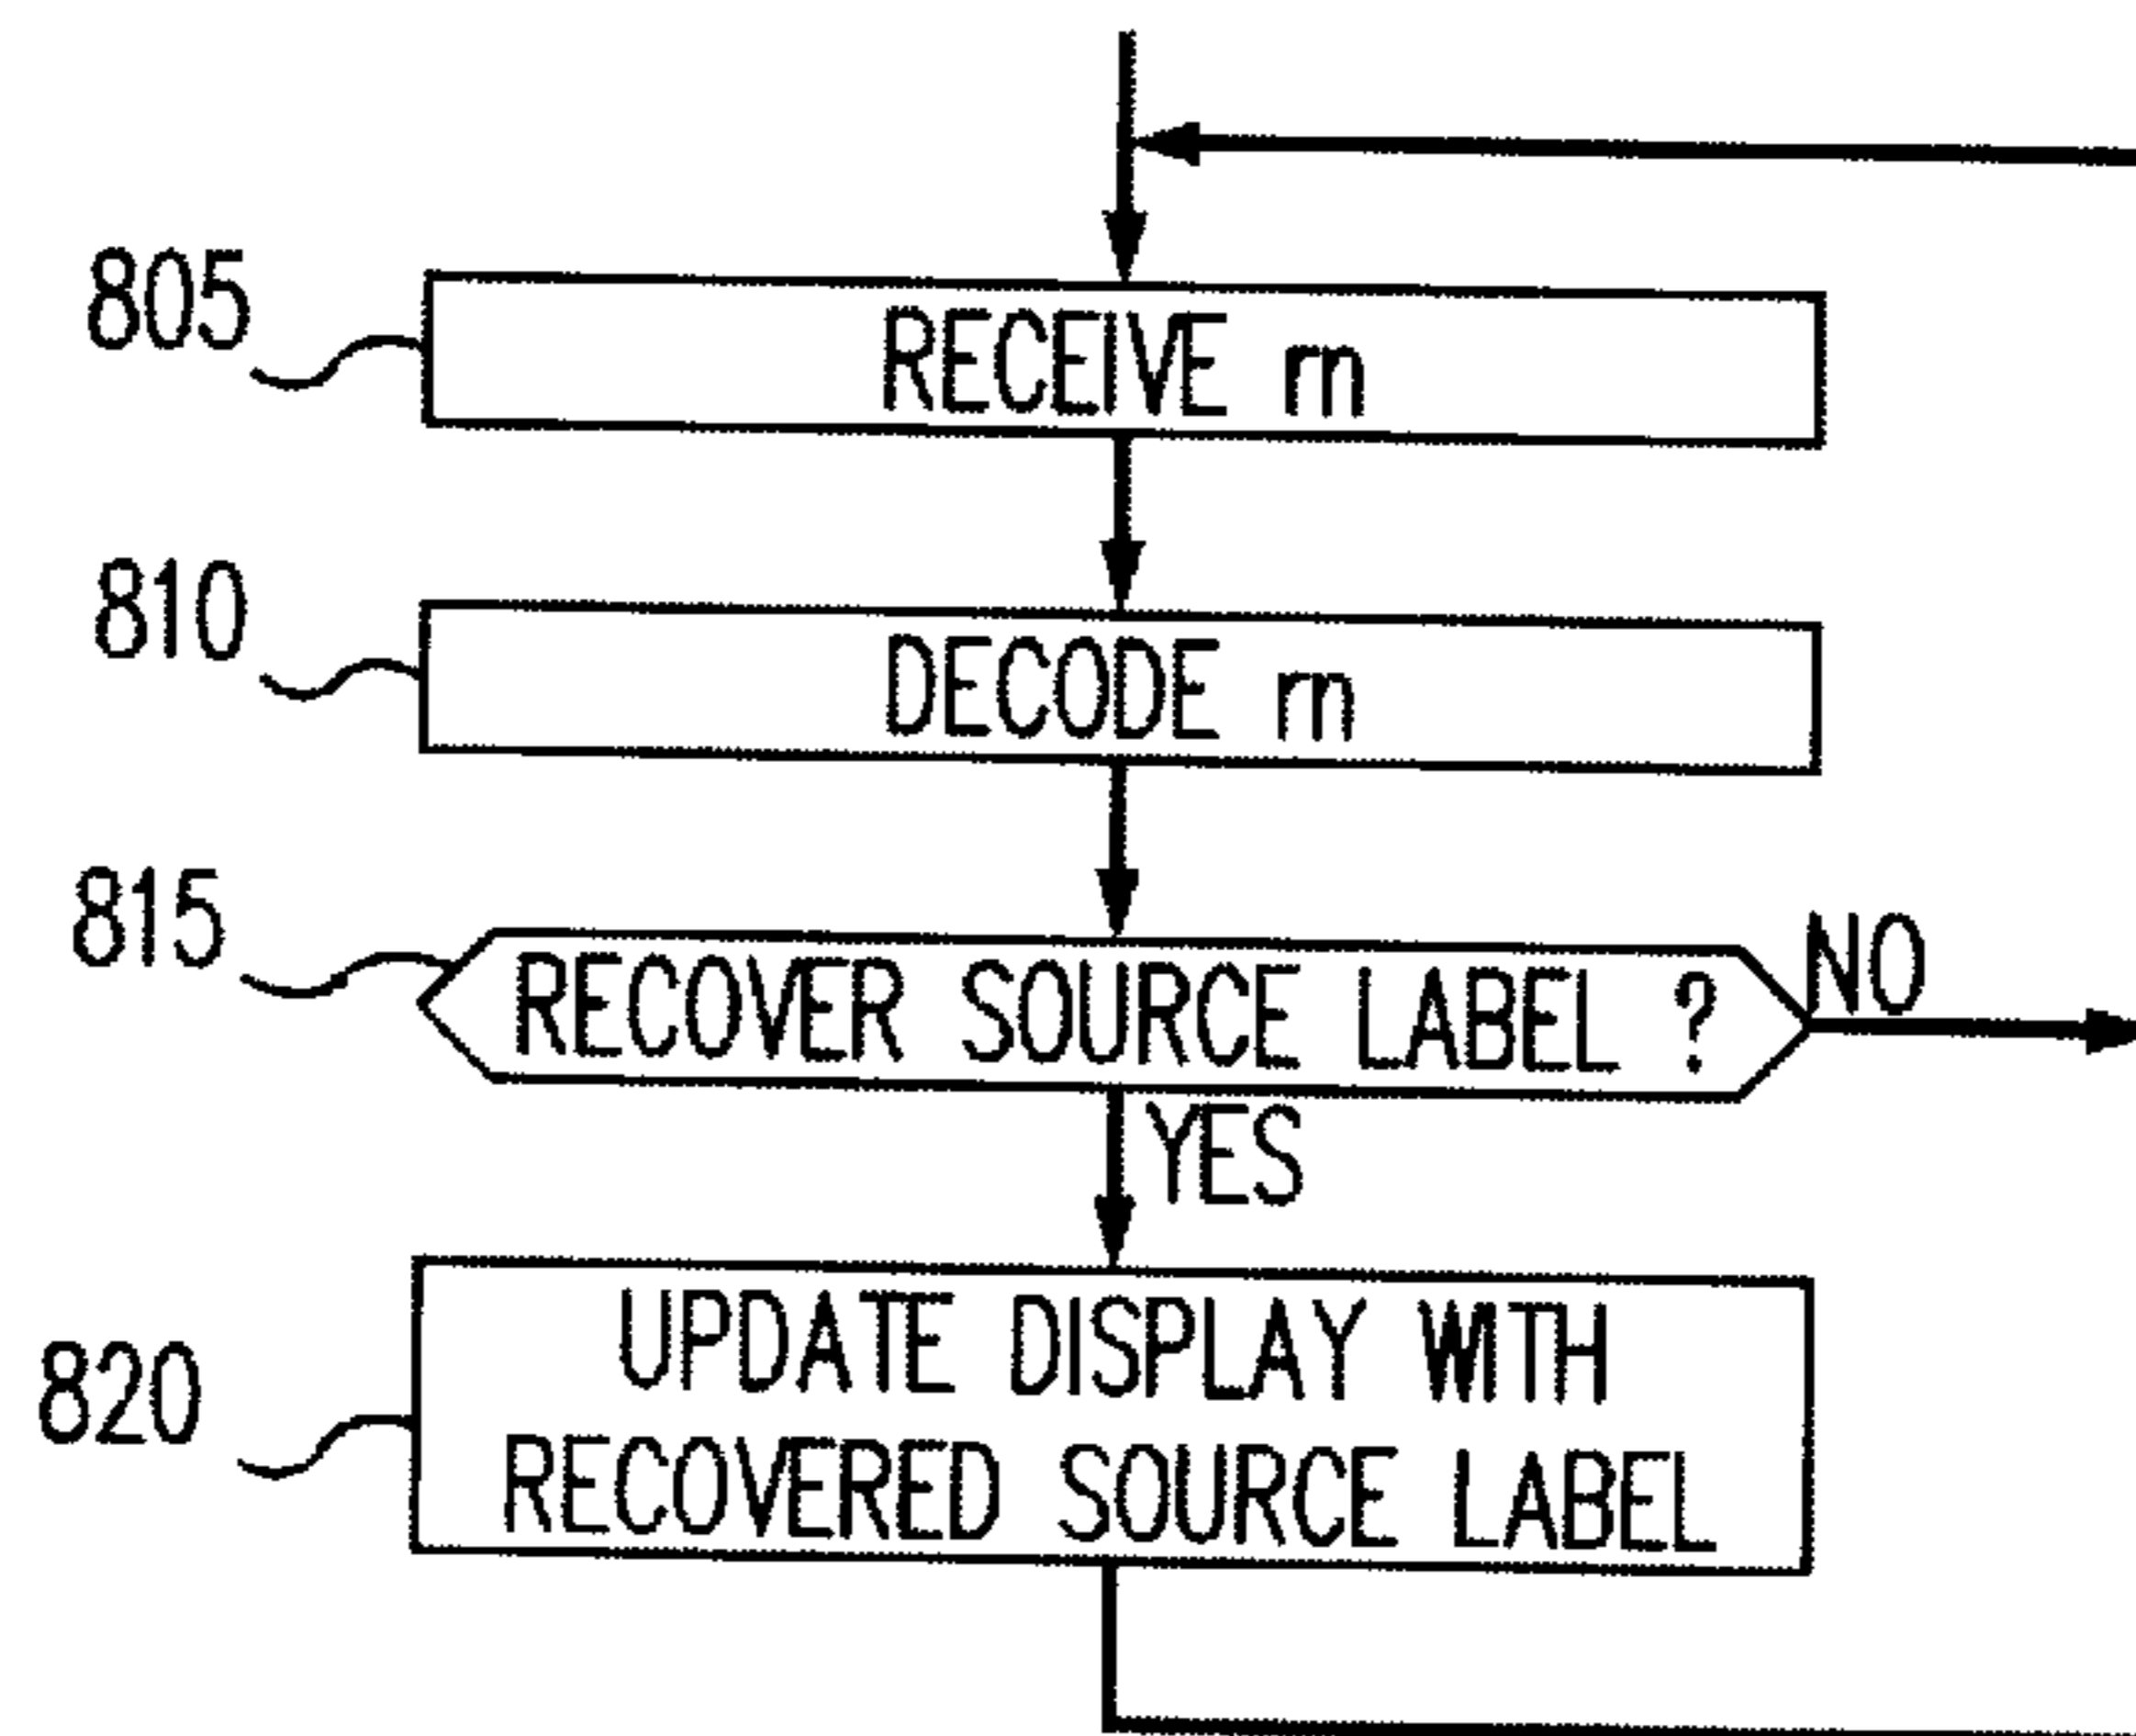 805
RECEIVE m
810
DECODE m
815
RECOVER SOURCE LABEL ?
NO
YES
820
UPDATE DISPLAY WITH
RECOVERED SOURCE LABEL